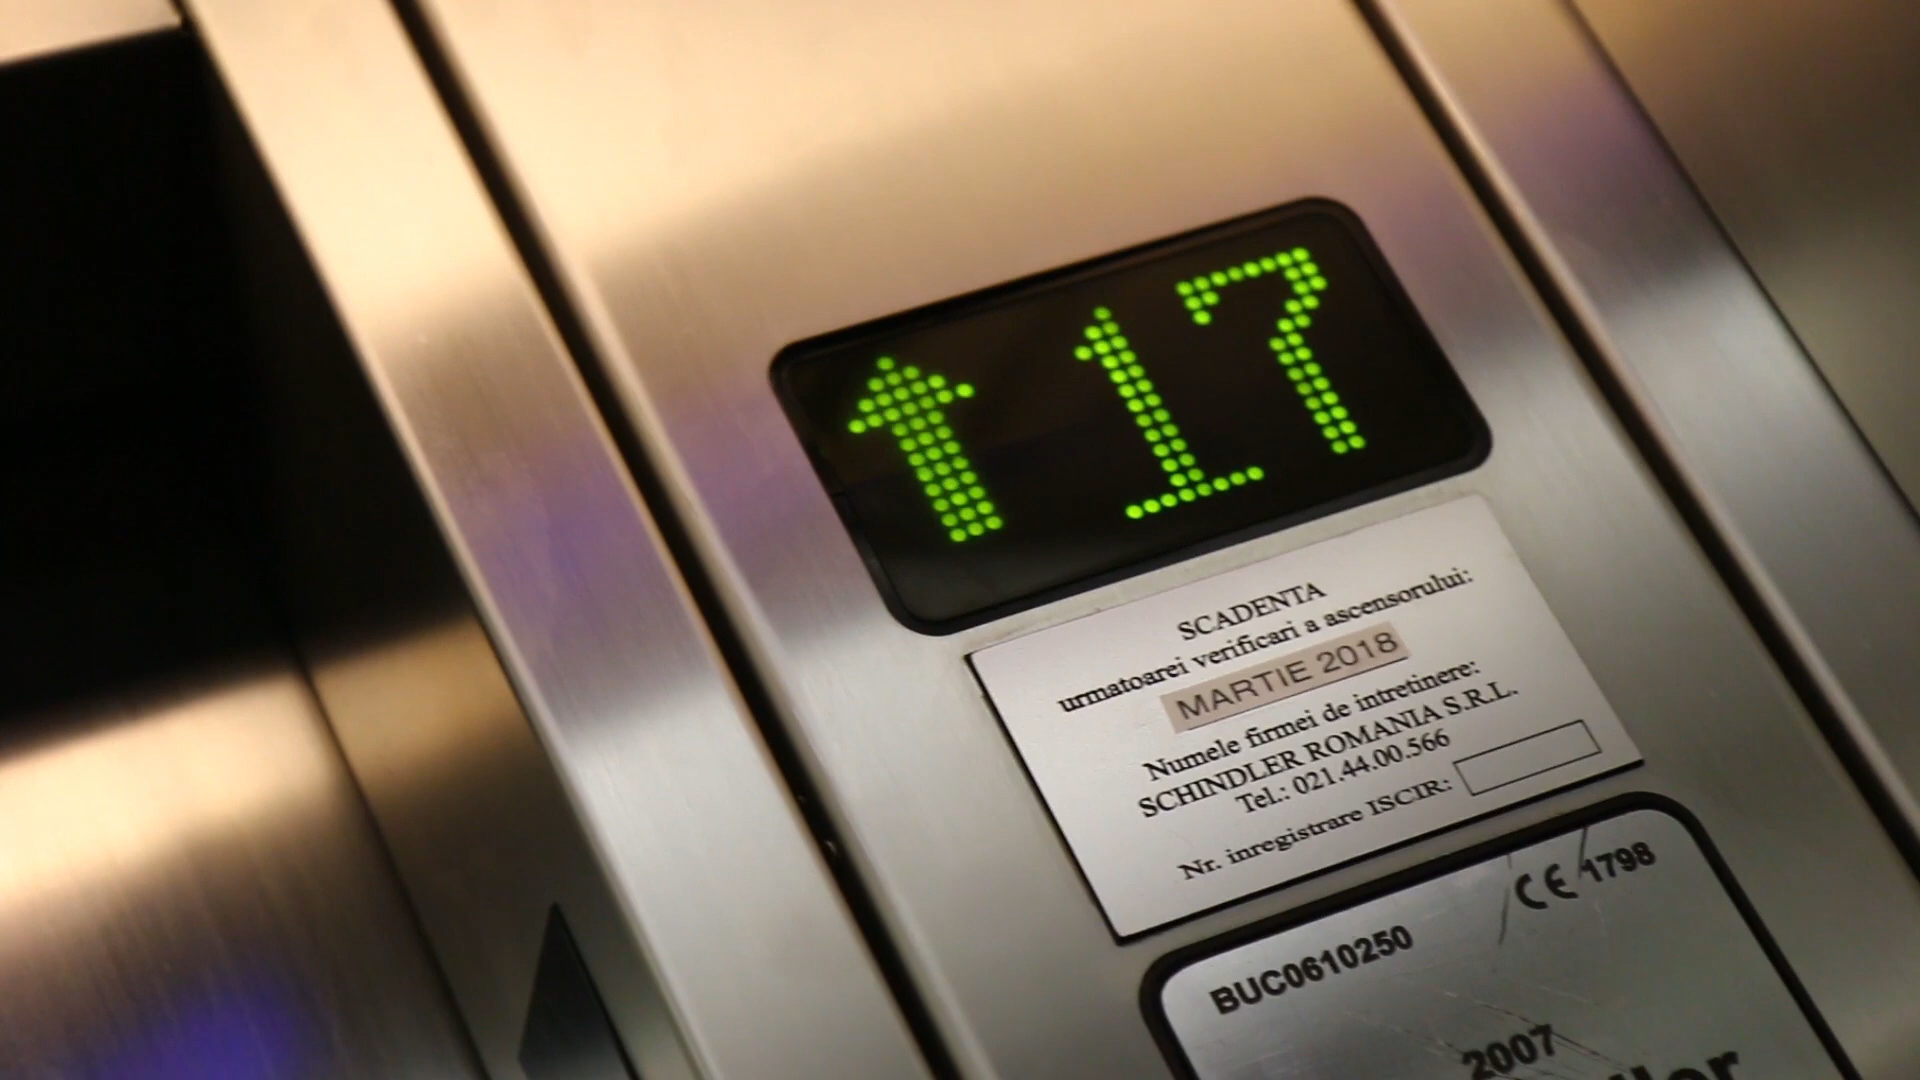 ↑ 17
SCADENTA
urmatoarei verificari a ascensorului:
MARTIE 2018
Numele firmei de intretinere:
SCHINDLER ROMANIA S.R.L.
Tel.: 021.44.00.566
Nr. inregistrare ISCIR:
CE 1798
BUC0610250
2007